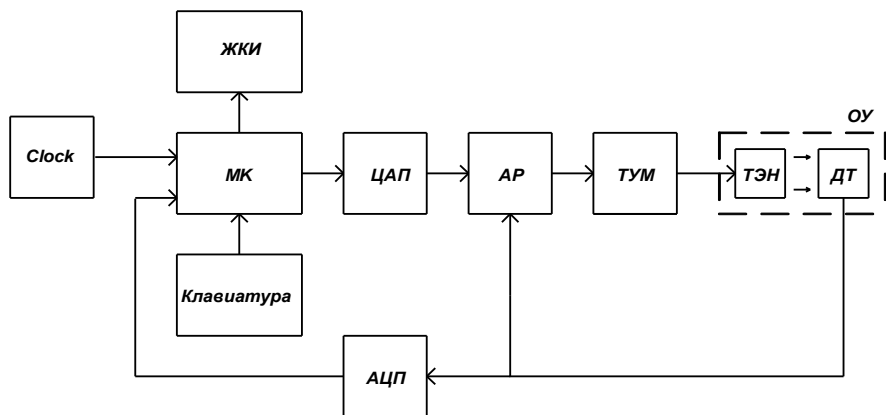 ЖКИ
ОУ
Clock
МК
ЦАП
АР
ТУМ
ТЭН
ДТ
Клавиатура
АЦП